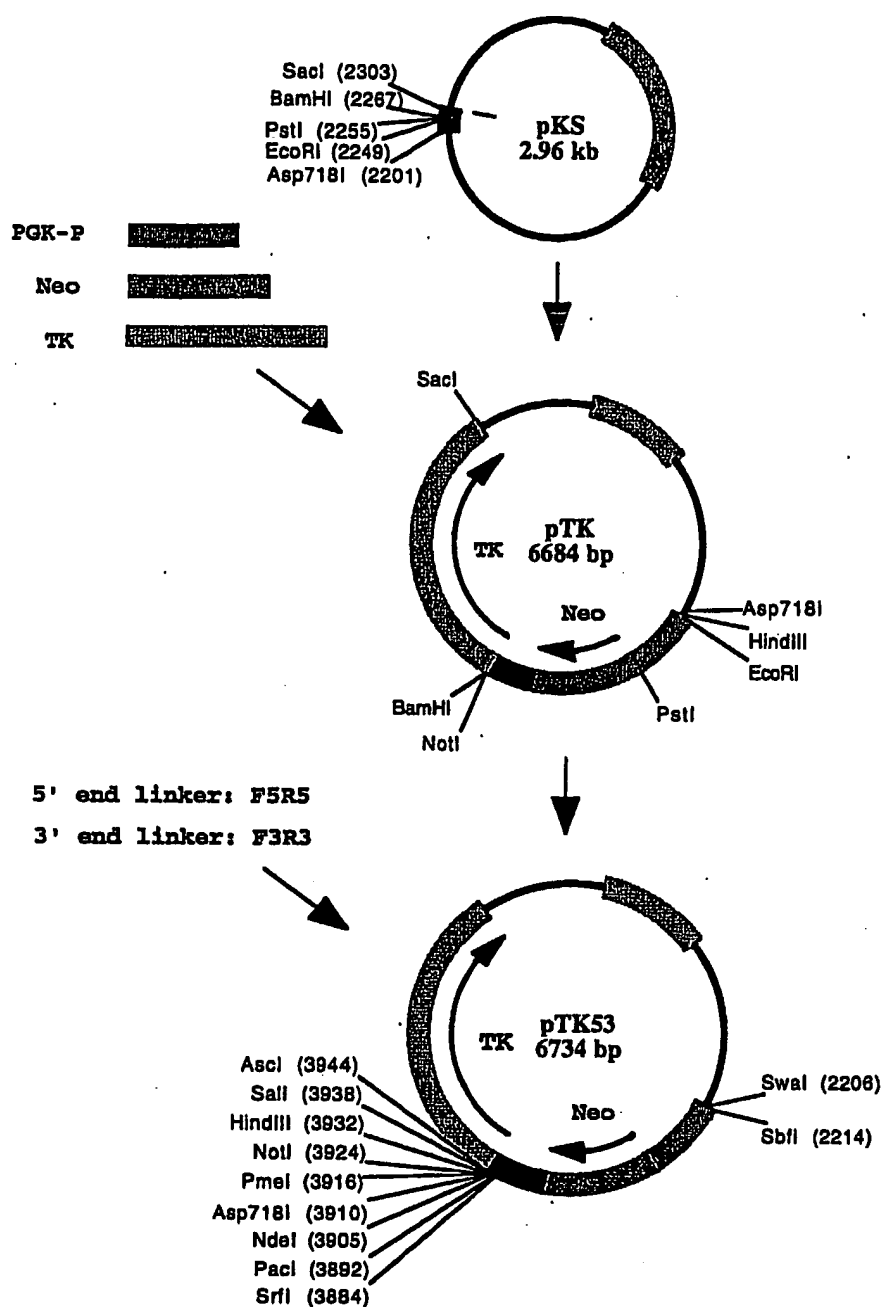 SacI (2303)
BamHI (2267)
PstI (2255)
EcoRI (2249)
Asp718I (2201)
pKS
2.96 kb
PGK-P
Neo
TK
SacI
TK
pTK
6684 bp
Neo
Asp718I
HindIII
EcoRI
PstI
BamHI
NotI
5' end linker: F5R5
3' end linker: F3R3
TK
pTK53
6734 bp
Neo
SwaI (2206)
SbfI (2214)
AscI (3944)
SalI (3938)
HindIII (3932)
NotI (3924)
PmeI (3916)
Asp718I (3910)
NdeI (3905)
PacI (3892)
SrfI (3884)